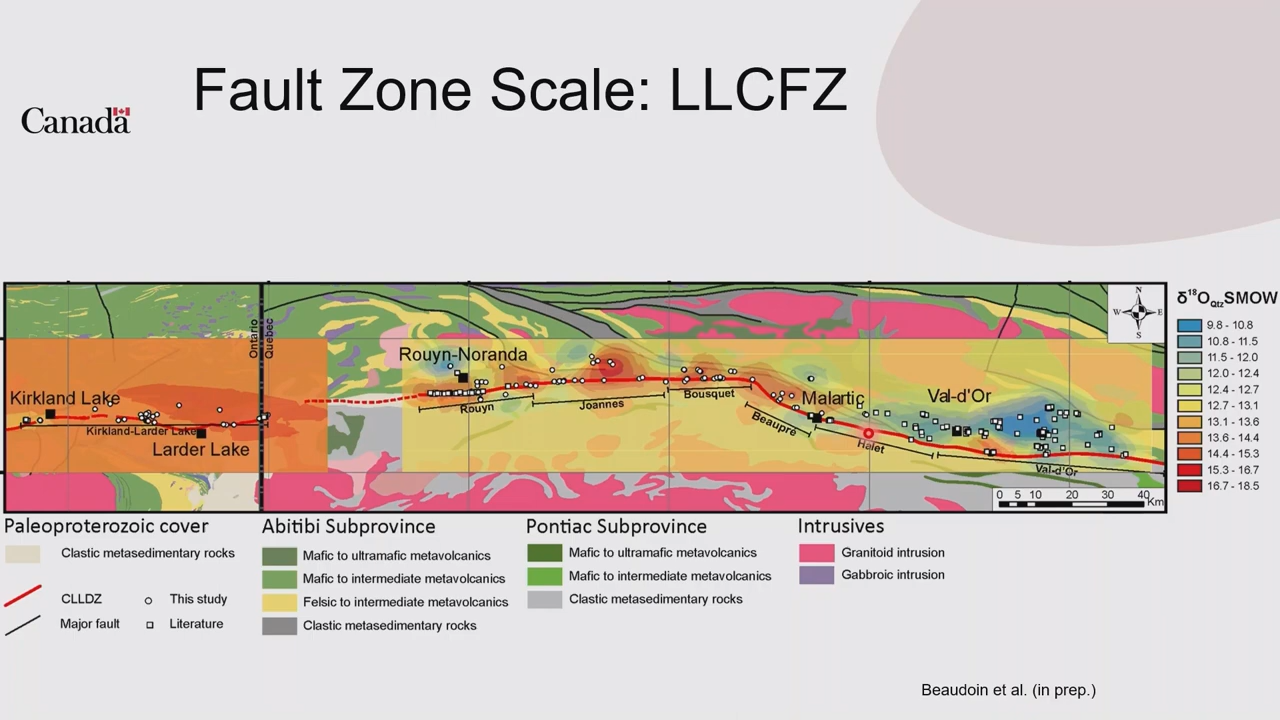 Fault Zone Scale: LLCFZ
Canada
Ontario
Quebec
Kirkland Lake
Kirkland-Larder Lake
Larder Lake
Rouyn-Noranda
Rouyn
Joannes
Bousquet
Beaupré
Malartic
Halet
Val-d'Or
Val-d'Or
N
W
E
S
0 5 10 20 30 40
Km
δ¹⁸O QtzSMOW
9.8 - 10.8
10.8 - 11.5
11.5 - 12.0
12.0 - 12.4
12.4 - 12.7
12.7 - 13.1
13.1 - 13.6
13.6 - 14.4
14.4 - 15.3
15.3 - 16.7
16.7 - 18.5
Paleoproterozoic cover
Clastic metasedimentary rocks
CLLDZ
This study
Major fault
Literature
Abitibi Subprovince
Mafic to ultramafic metavolcanics
Mafic to intermediate metavolcanics
Felsic to intermediate metavolcanics
Clastic metasedimentary rocks
Pontiac Subprovince
Mafic to ultramafic metavolcanics
Mafic to intermediate metavolcanics
Clastic metasedimentary rocks
Intrusives
Granitoid intrusion
Gabbroic intrusion
Beaudoin et al. (in prep.)